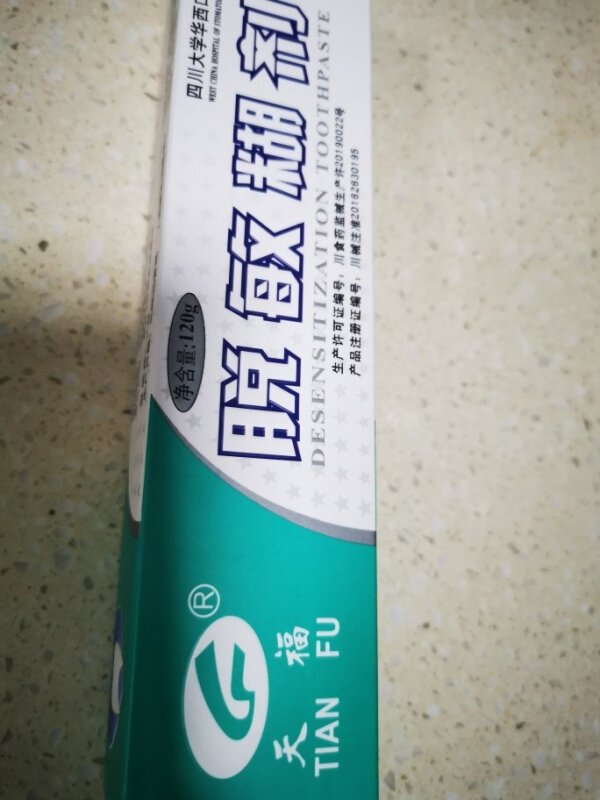 四川大学华西口
WEST CHINA HOSPITAL OF STOMATOL
脱敏糊剂
DESENSITIZATION TOOTHPASTE
净含量:120g
生产许可证编号：川食药监械生产许20190022号
产品注册证编号：川械注准20182630195
®
天福
TIAN FU